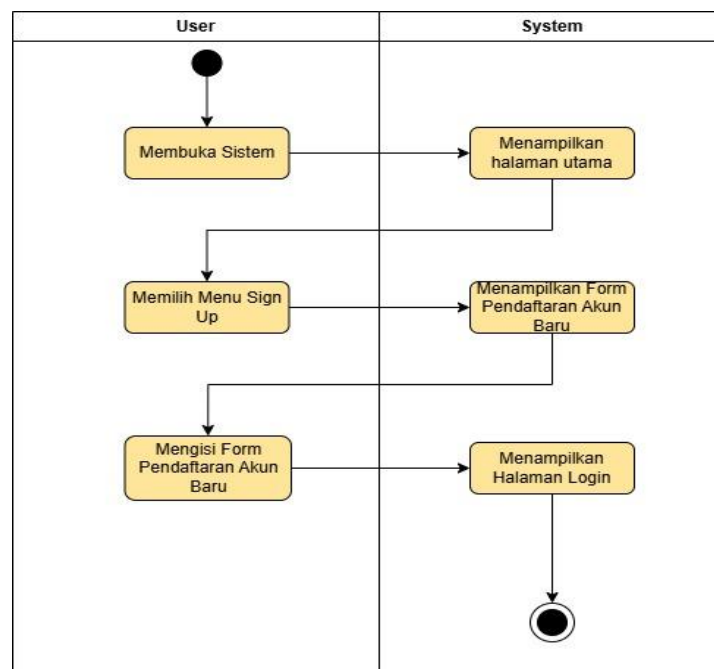 User
System
Membuka Sistem
Menampilkan
halaman utama
Memilih Menu Sign
Up
Menampilkan Form
Pendaftaran Akun
Baru
Mengisi Form
Pendaftaran Akun
Baru
Menampilkan
Halaman Login